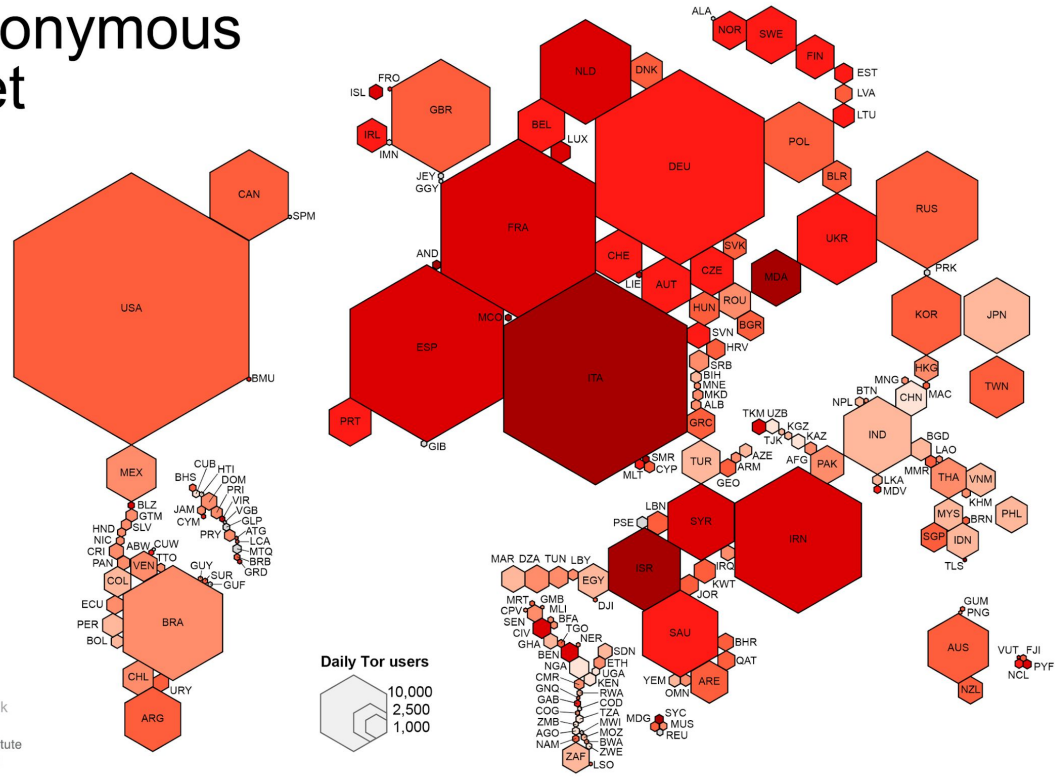 onymous
et
CAN
SPM
USA
BMU
MEX
BLZ
GTM
SLV
HND
NIC
CRI
PAN
ABW
CUW
TTO
VEN
COL
GUY
SUR
GUF
ECU
PER
BOL
BRA
CHL
URY
ARG
CUB
HTI
DOM
BHS
PRI
VIR
VGB
JAM
CYM
GLP
PRY
ATG
LCA
MTQ
BRB
GRD
ALA
NOR
SWE
FIN
EST
LVA
LTU
FRO
ISL
GBR
IRL
IMN
JEY
GGY
NLD
DNK
BEL
LUX
DEU
POL
BLR
RUS
UKR
PRK
FRA
AND
CHE
LIE
AUT
CZE
SVK
MDA
HUN
ROU
BGR
MCO
ESP
ITA
PRT
GIB
SVN
HRV
SRB
BIH
MNE
MKD
ALB
GRC
SMR
MLT
CYP
TUR
AZE
ARM
GEO
KOR
JPN
HKG
MNG
MAC
TWN
BTN
NPL
CHN
IND
TKM
UZB
KGZ
TJK
KAZ
AFG
PAK
BGD
LAO
MMR
LKA
MDV
THA
VNM
KHM
MYS
BRN
PHL
SGP
IDN
TLS
LBN
PSE
SYR
IRN
IRQ
KWT
JOR
ISR
MAR
DZA
TUN
LBY
EGY
DJI
SAU
BHR
QAT
YEM
OMN
ARE
MRT
GMB
CPV
MLI
SEN
BFA
CIV
TGO
GHA
NER
BEN
SDN
NGA
ETH
UGA
CMR
KEN
GNQ
RWA
GAB
COD
COG
TZA
ZMB
MWI
AGO
MOZ
NAM
BWA
ZWE
ZAF
LSO
MDG
SYC
MUS
REU
GUM
PNG
AUS
NZL
VUT
FJI
PYF
NCL
Daily Tor users
10,000
2,500
1,000
k
tute